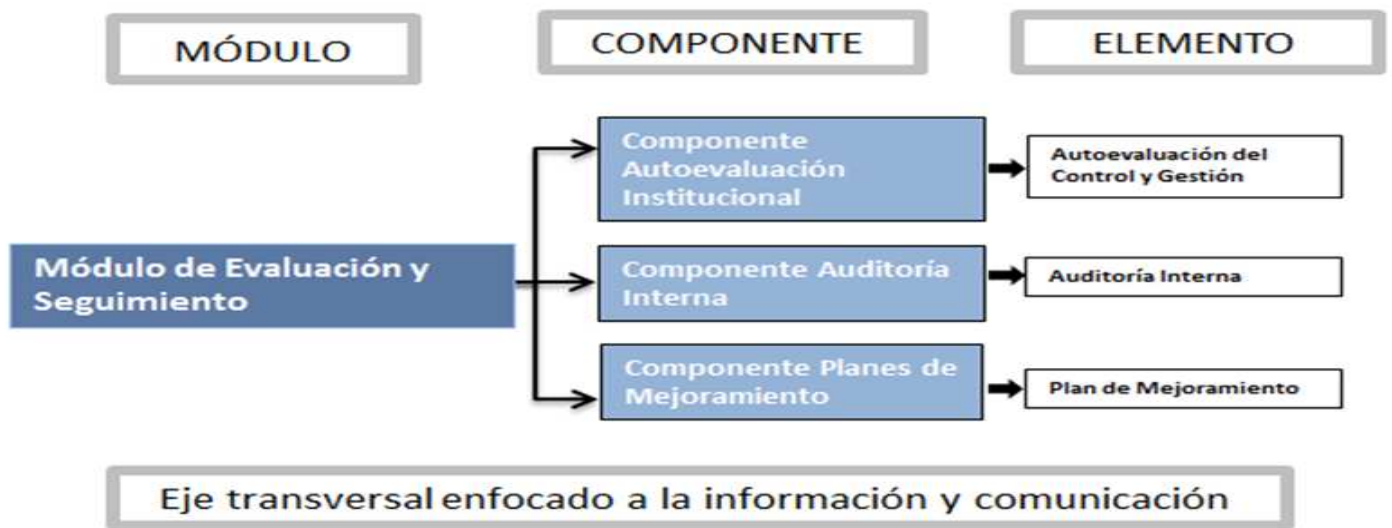 MÓDULO
COMPONENTE
ELEMENTO
Componente
Autoevaluación
Institucional
Autoevaluación del
Control y Gestión
Módulo de Evaluación y
Seguimiento
Componente Auditoría
Interna
Auditoría Interna
Componente Planes de
Mejoramiento
Plan de Mejoramiento
Eje transversal enfocado a la información y comunicación